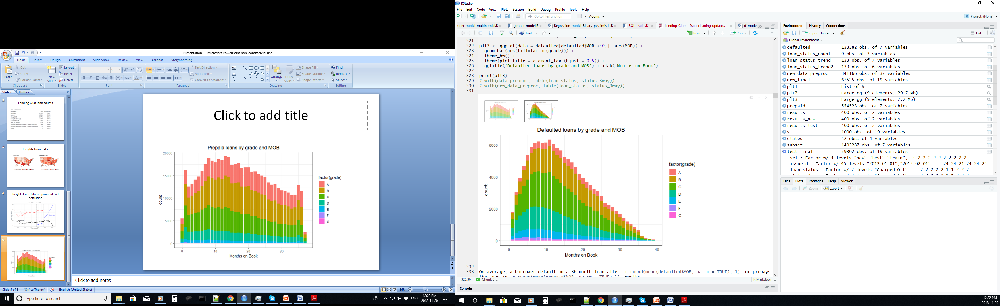 Presentation1 - Microsoft PowerPoint non-commercial use
Home Insert Design Animations Slide Show Review View Acrobat Storyboarding
Paste
Cut
Copy
Format Painter
Clipboard
New Slide
Layout
Reset
Delete
Slides
32
Font
Paragraph
Text Direction
Align Text
Convert to SmartArt
Arrange
Quick Styles
Shape Fill
Shape Outline
Shape Effects
Drawing
Find
Replace
Select
Editing
Slides Outline
2
Lending Club loan counts
3
Insights from data
4
Insights from data: prepayment and
defaulting
5
Click to add title
Prepaid loans by grade and MOB
20000
15000
10000
5000
0
count
0 10 20 30
Months on Book
factor(grade)
A
B
C
D
E
F
G
Click to add notes
Slide 5 of 5 "Office Theme" English (United States) 86%
Type here to search
ENG
12:22 PM
2018-11-20
RStudio
File Edit Code View Plots Session Build Debug Profile Tools Help
Go to file/function Addins
Project: (None)
mnet_model_multinomial.R glmnet_model.R Regression_model_Binary_pessimistic.R ROI_results.R* Lending_Club_-_Data_cleaning_update... * rf_mode
ABC Knit Insert Run
321
322 plt3 <- ggplot(data = defaulted[defaulted$MOB <40,], aes(MOB)) +
323 geom_bar(aes(fill=factor(grade))) +
324 theme_bw() +
325 theme(plot.title = element_text(hjust = 0.5)) +
326 ggtitle('Defaulted loans by grade and MOB') + xlab('Months on Book')
327
328 print(plt3)
329 # with(data_preproc, table(loan_status, status_3way))
330 # with(new_data_preproc, table(loan_status, status_3way))
331 ```
Defaulted loans by grade and MOB
6000
4000
2000
0
count
0 10 20 30 40
Months on Book
factor(grade)
A
B
C
D
E
F
G
332
333 On average, a borrower default on a 36-month loan after `r round(mean(defaulted$MOB, na.rm = TRUE), 1)` or prepays
326:36 Chunk 8 R Markdown
Console
Environment History Connections
Import Dataset List
Global Environment
defaulted 133382 obs. of 7 variables
loan_status_count 9 obs. of 3 variables
loan_status_trend 133 obs. of 7 variables
loan_status_trend2 133 obs. of 6 variables
new_data_preproc 341166 obs. of 37 variables
new_final 67525 obs. of 19 variables
plt1 List of 9
plt2 Large gg (9 elements, 29.7 Mb)
plt3 Large gg (9 elements, 7.2 Mb)
prepaid 554523 obs. of 7 variables
results 400 obs. of 2 variables
results_new 400 obs. of 2 variables
results_test 400 obs. of 2 variables
s 1000 obs. of 19 variables
states 52 obs. of 4 variables
subset 1403287 obs. of 7 variables
test_final 79302 obs. of 19 variables
set : Factor w/ 4 levels "new","test","train",..: 2 2 2 2 2 2 2 2 2 2 ...
issue_d : Factor w/ 45 levels "2012-01-01","2012-02-01",..: 24 24 24 24 24 24...
loan_status : Factor w/ 2 levels "Charged.Off",..: 2 2 2 2 2 1 1 2 2 2 ...
Files Plots Packages Help Viewer
Zoom Export
12:22 PM
2018-11-20